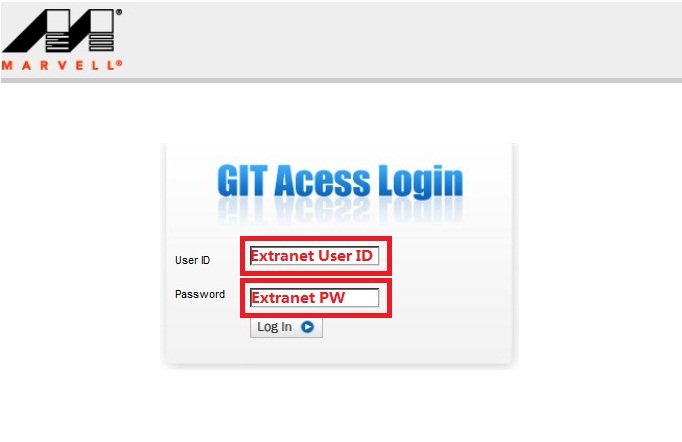 MARVELL®
GIT Acess Login
User ID
Extranet User ID
Password
Extranet PW
Log In